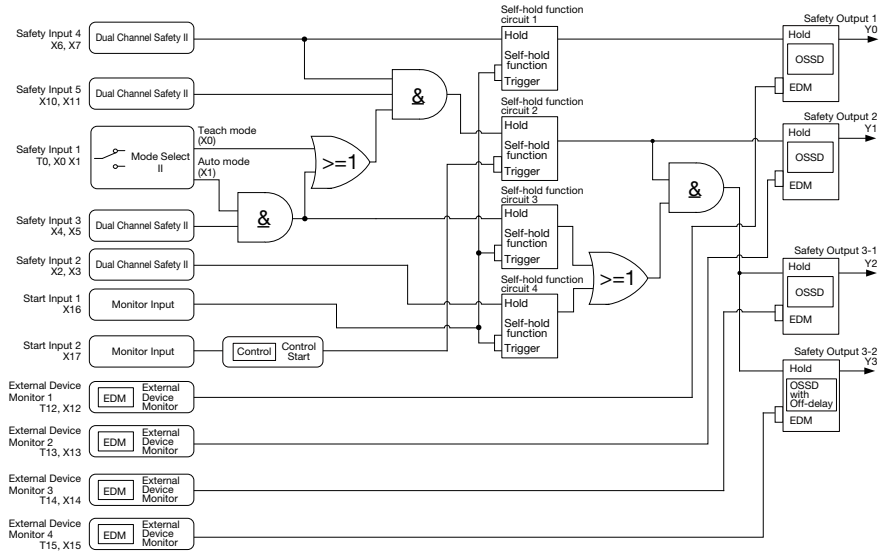 Safety Input 4
X6, X7
Dual Channel Safety II
Safety Input 5
X10, X11
Dual Channel Safety II
Safety Input 1
T0, X0 X1
Mode Select
II
Teach mode
(X0)
Auto mode
(X1)
Safety Input 3
X4, X5
Dual Channel Safety II
Safety Input 2
X2, X3
Dual Channel Safety II
Start Input 1
X16
Monitor Input
Start Input 2
X17
Monitor Input
Control
Control
Start
External Device
Monitor 1
T12, X12
EDM
External
Device
Monitor
External Device
Monitor 2
T13, X13
EDM
External
Device
Monitor
External Device
Monitor 3
T14, X14
EDM
External
Device
Monitor
External Device
Monitor 4
T15, X15
EDM
External
Device
Monitor
&
>=1
&
Self-hold function
circuit 1
Hold
Self-hold
function
Trigger
Self-hold function
circuit 2
Hold
Self-hold
function
Trigger
Self-hold function
circuit 3
Hold
Self-hold
function
Trigger
Self-hold function
circuit 4
Hold
Self-hold
function
Trigger
>=1
&
Safety Output 1
Y0
Hold
OSSD
EDM
Safety Output 2
Y1
Hold
OSSD
EDM
Safety Output 3-1
Y2
Hold
OSSD
EDM
Safety Output 3-2
Y3
Hold
OSSD
with
Off-delay
EDM